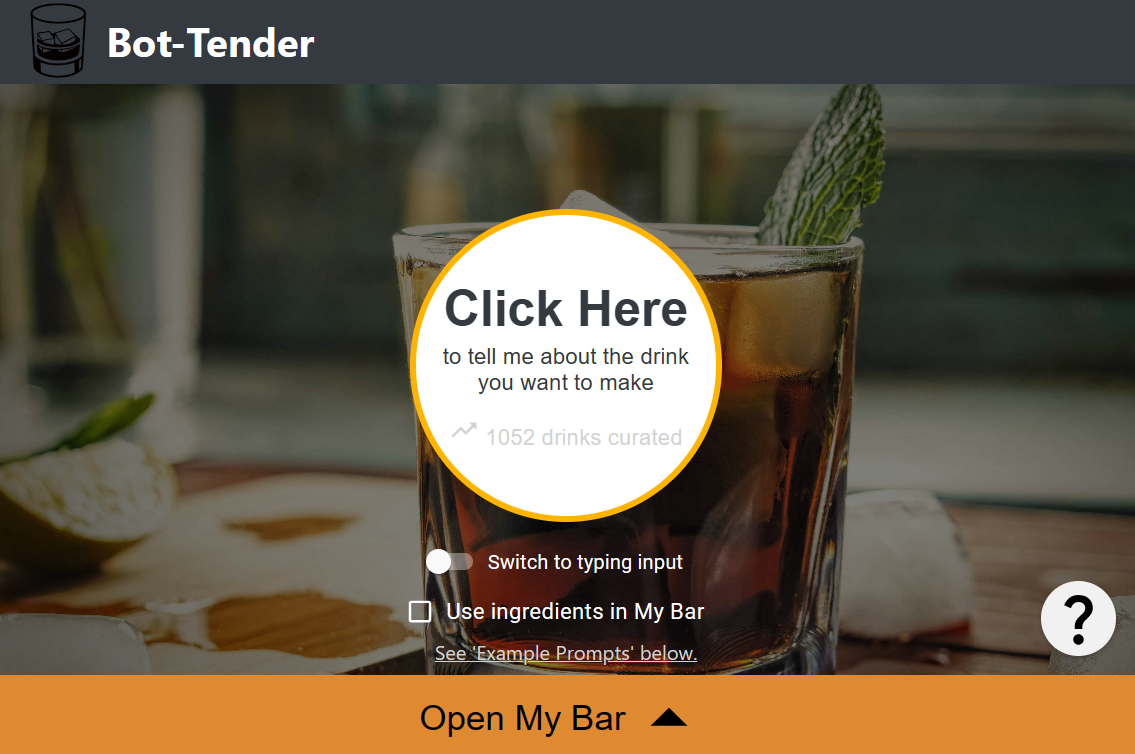 Bot-Tender
Click Here
to tell me about the drink
you want to make
1052 drinks curated
Switch to typing input
Use ingredients in My Bar
See 'Example Prompts' below.
?
Open My Bar